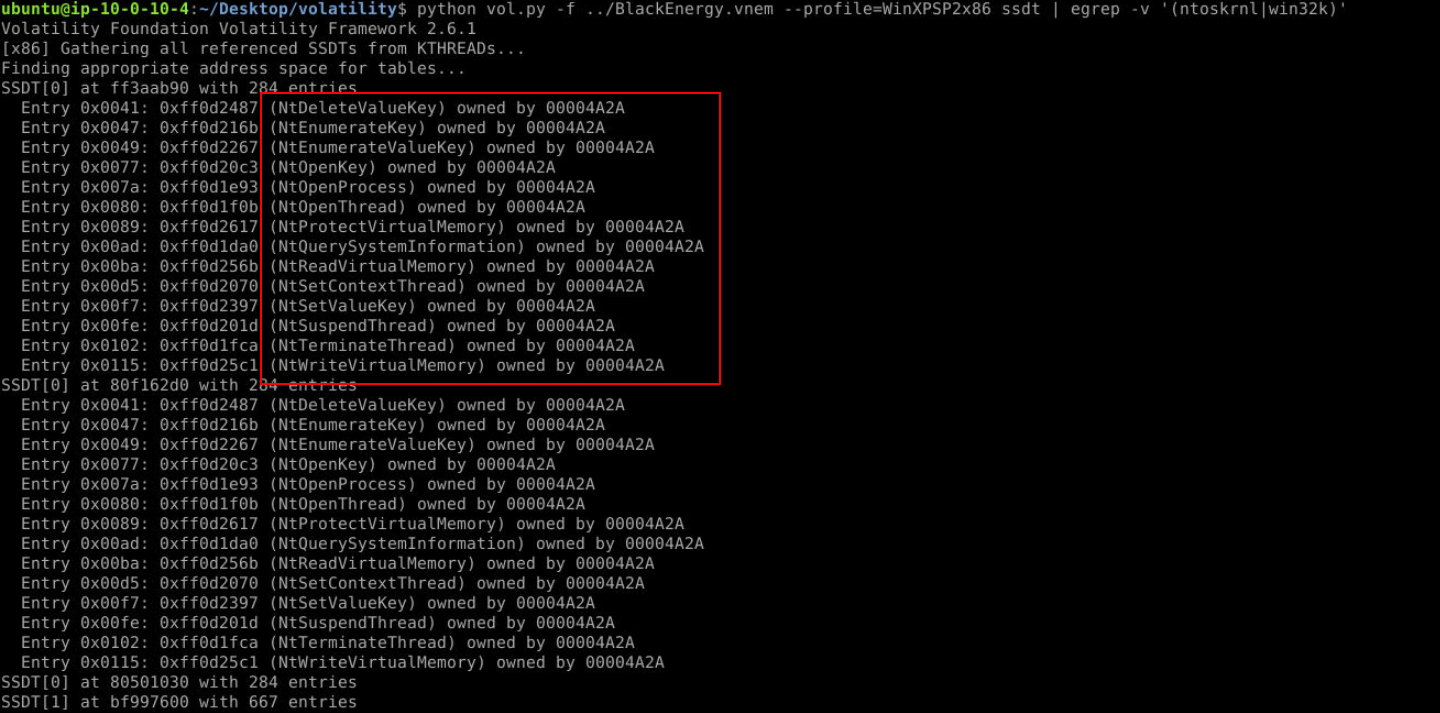 ubuntu@ip-10-0-10-4:~/Desktop/volatility$ python vol.py -f ../BlackEnergy.vnem --profile=WinXPSP2x86 ssdt | egrep -v '(ntoskrnl|win32k)'
Volatility Foundation Volatility Framework 2.6.1
[x86] Gathering all referenced SSDTs from KTHREADs...
Finding appropriate address space for tables...
SSDT[0] at ff3aab90 with 284 entries
  Entry 0x0041: 0xff0d2487 (NtDeleteValueKey) owned by 00004A2A
  Entry 0x0047: 0xff0d216b (NtEnumerateKey) owned by 00004A2A
  Entry 0x0049: 0xff0d2267 (NtEnumerateValueKey) owned by 00004A2A
  Entry 0x0077: 0xff0d20c3 (NtOpenKey) owned by 00004A2A
  Entry 0x007a: 0xff0d1e93 (NtOpenProcess) owned by 00004A2A
  Entry 0x0080: 0xff0d1f0b (NtOpenThread) owned by 00004A2A
  Entry 0x0089: 0xff0d2617 (NtProtectVirtualMemory) owned by 00004A2A
  Entry 0x00ad: 0xff0d1da0 (NtQuerySystemInformation) owned by 00004A2A
  Entry 0x00ba: 0xff0d256b (NtReadVirtualMemory) owned by 00004A2A
  Entry 0x00d5: 0xff0d2070 (NtSetContextThread) owned by 00004A2A
  Entry 0x00f7: 0xff0d2397 (NtSetValueKey) owned by 00004A2A
  Entry 0x00fe: 0xff0d201d (NtSuspendThread) owned by 00004A2A
  Entry 0x0102: 0xff0d1fca (NtTerminateThread) owned by 00004A2A
  Entry 0x0115: 0xff0d25c1 (NtWriteVirtualMemory) owned by 00004A2A
SSDT[0] at 80f162d0 with 284 entries
  Entry 0x0041: 0xff0d2487 (NtDeleteValueKey) owned by 00004A2A
  Entry 0x0047: 0xff0d216b (NtEnumerateKey) owned by 00004A2A
  Entry 0x0049: 0xff0d2267 (NtEnumerateValueKey) owned by 00004A2A
  Entry 0x0077: 0xff0d20c3 (NtOpenKey) owned by 00004A2A
  Entry 0x007a: 0xff0d1e93 (NtOpenProcess) owned by 00004A2A
  Entry 0x0080: 0xff0d1f0b (NtOpenThread) owned by 00004A2A
  Entry 0x0089: 0xff0d2617 (NtProtectVirtualMemory) owned by 00004A2A
  Entry 0x00ad: 0xff0d1da0 (NtQuerySystemInformation) owned by 00004A2A
  Entry 0x00ba: 0xff0d256b (NtReadVirtualMemory) owned by 00004A2A
  Entry 0x00d5: 0xff0d2070 (NtSetContextThread) owned by 00004A2A
  Entry 0x00f7: 0xff0d2397 (NtSetValueKey) owned by 00004A2A
  Entry 0x00fe: 0xff0d201d (NtSuspendThread) owned by 00004A2A
  Entry 0x0102: 0xff0d1fca (NtTerminateThread) owned by 00004A2A
  Entry 0x0115: 0xff0d25c1 (NtWriteVirtualMemory) owned by 00004A2A
SSDT[0] at 80501030 with 284 entries
SSDT[1] at bf997600 with 667 entries